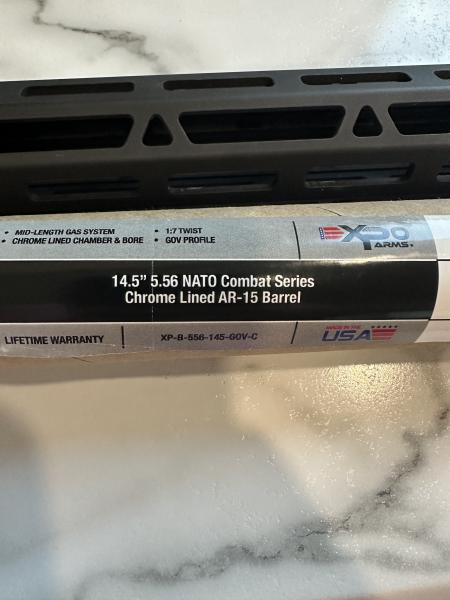 • MID-LENGTH GAS SYSTEM • 1:7 TWIST
• CHROME LINED CHAMBER & BORE • GOV PROFILE
XPO
ARMS
14.5" 5.56 NATO Combat Series
Chrome Lined AR-15 Barrel
LIFETIME WARRANTY XP-B-556-145-GOV-C
MADE IN THE
USA